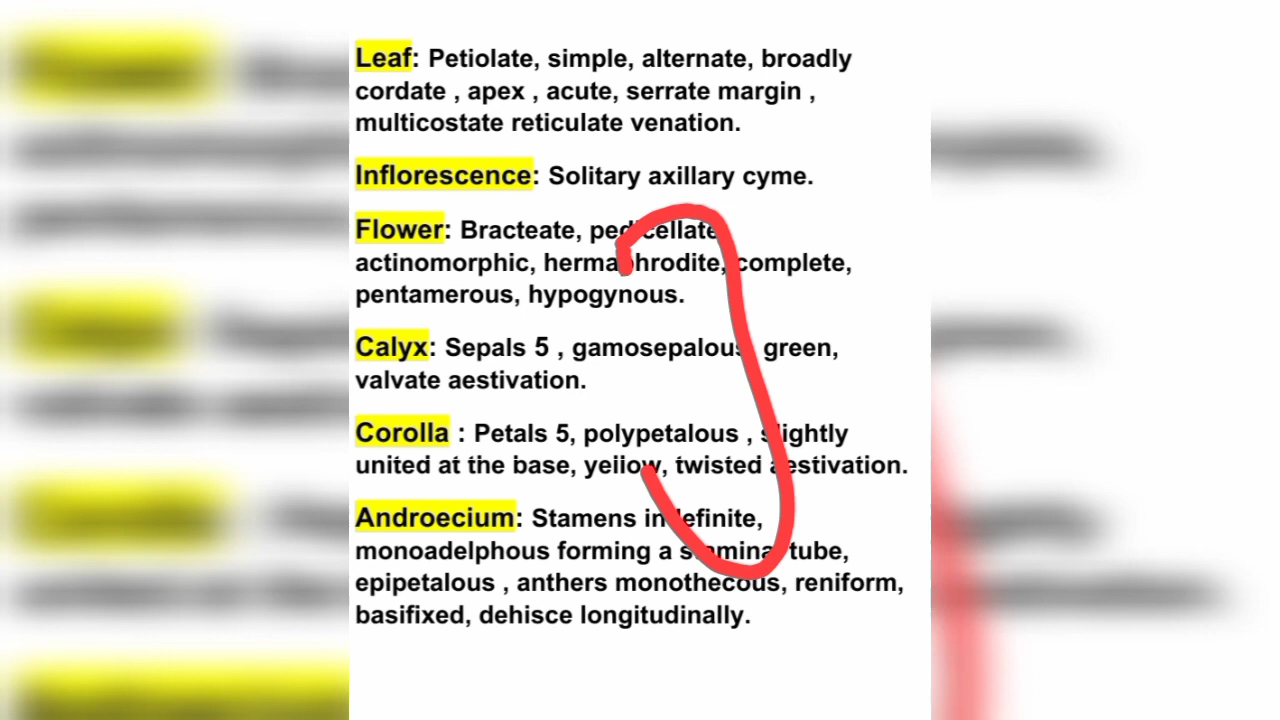 Leaf: Petiolate, simple, alternate, broadly
cordate , apex , acute, serrate margin ,
multicostate reticulate venation.
Inflorescence: Solitary axillary cyme.
Flower: Bracteate, pedicellate,
actinomorphic, hermaphrodite, complete,
pentamerous, hypogynous.
Calyx: Sepals 5 , gamosepalous, green,
valvate aestivation.
Corolla : Petals 5, polypetalous , slightly
united at the base, yellow, twisted aestivation.
Androecium: Stamens indefinite,
monoadelphous forming a staminal tube,
epipetalous , anthers monothecous, reniform,
basifixed, dehisce longitudinally.